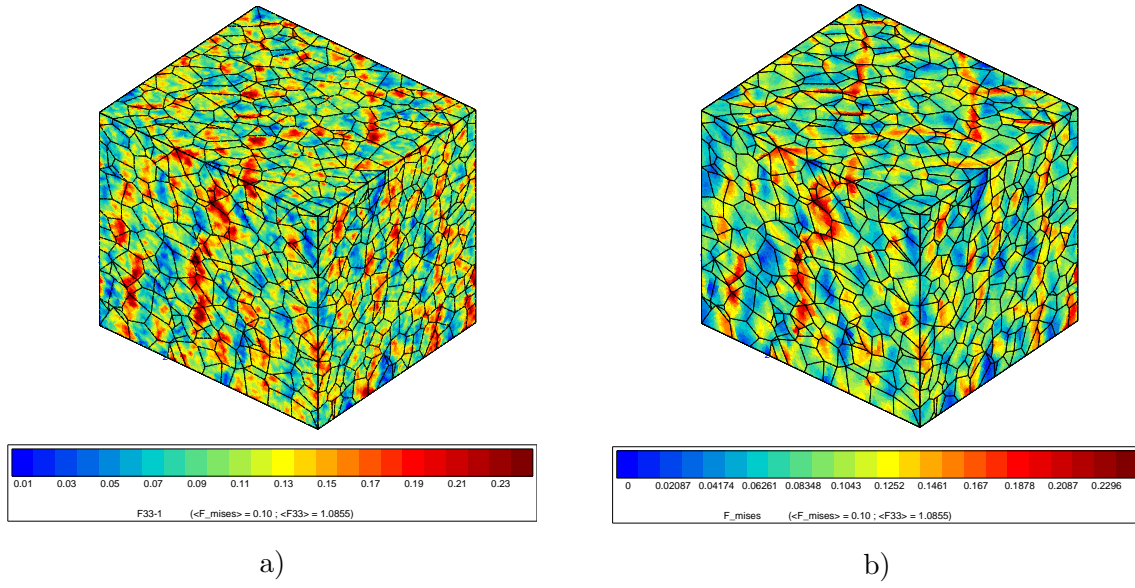 0.01 0.03 0.05 0.07 0.09 0.11 0.13 0.15 0.17 0.19 0.21 0.23
F33-1 (<F_mises> = 0.10 ; <F33> = 1.0855)
a)
0 0.02087 0.04174 0.06261 0.08348 0.1043 0.1252 0.1461 0.167 0.1878 0.2087 0.2296
F_mises (<F_mises> = 0.10 ; <F33> = 1.0855)
b)